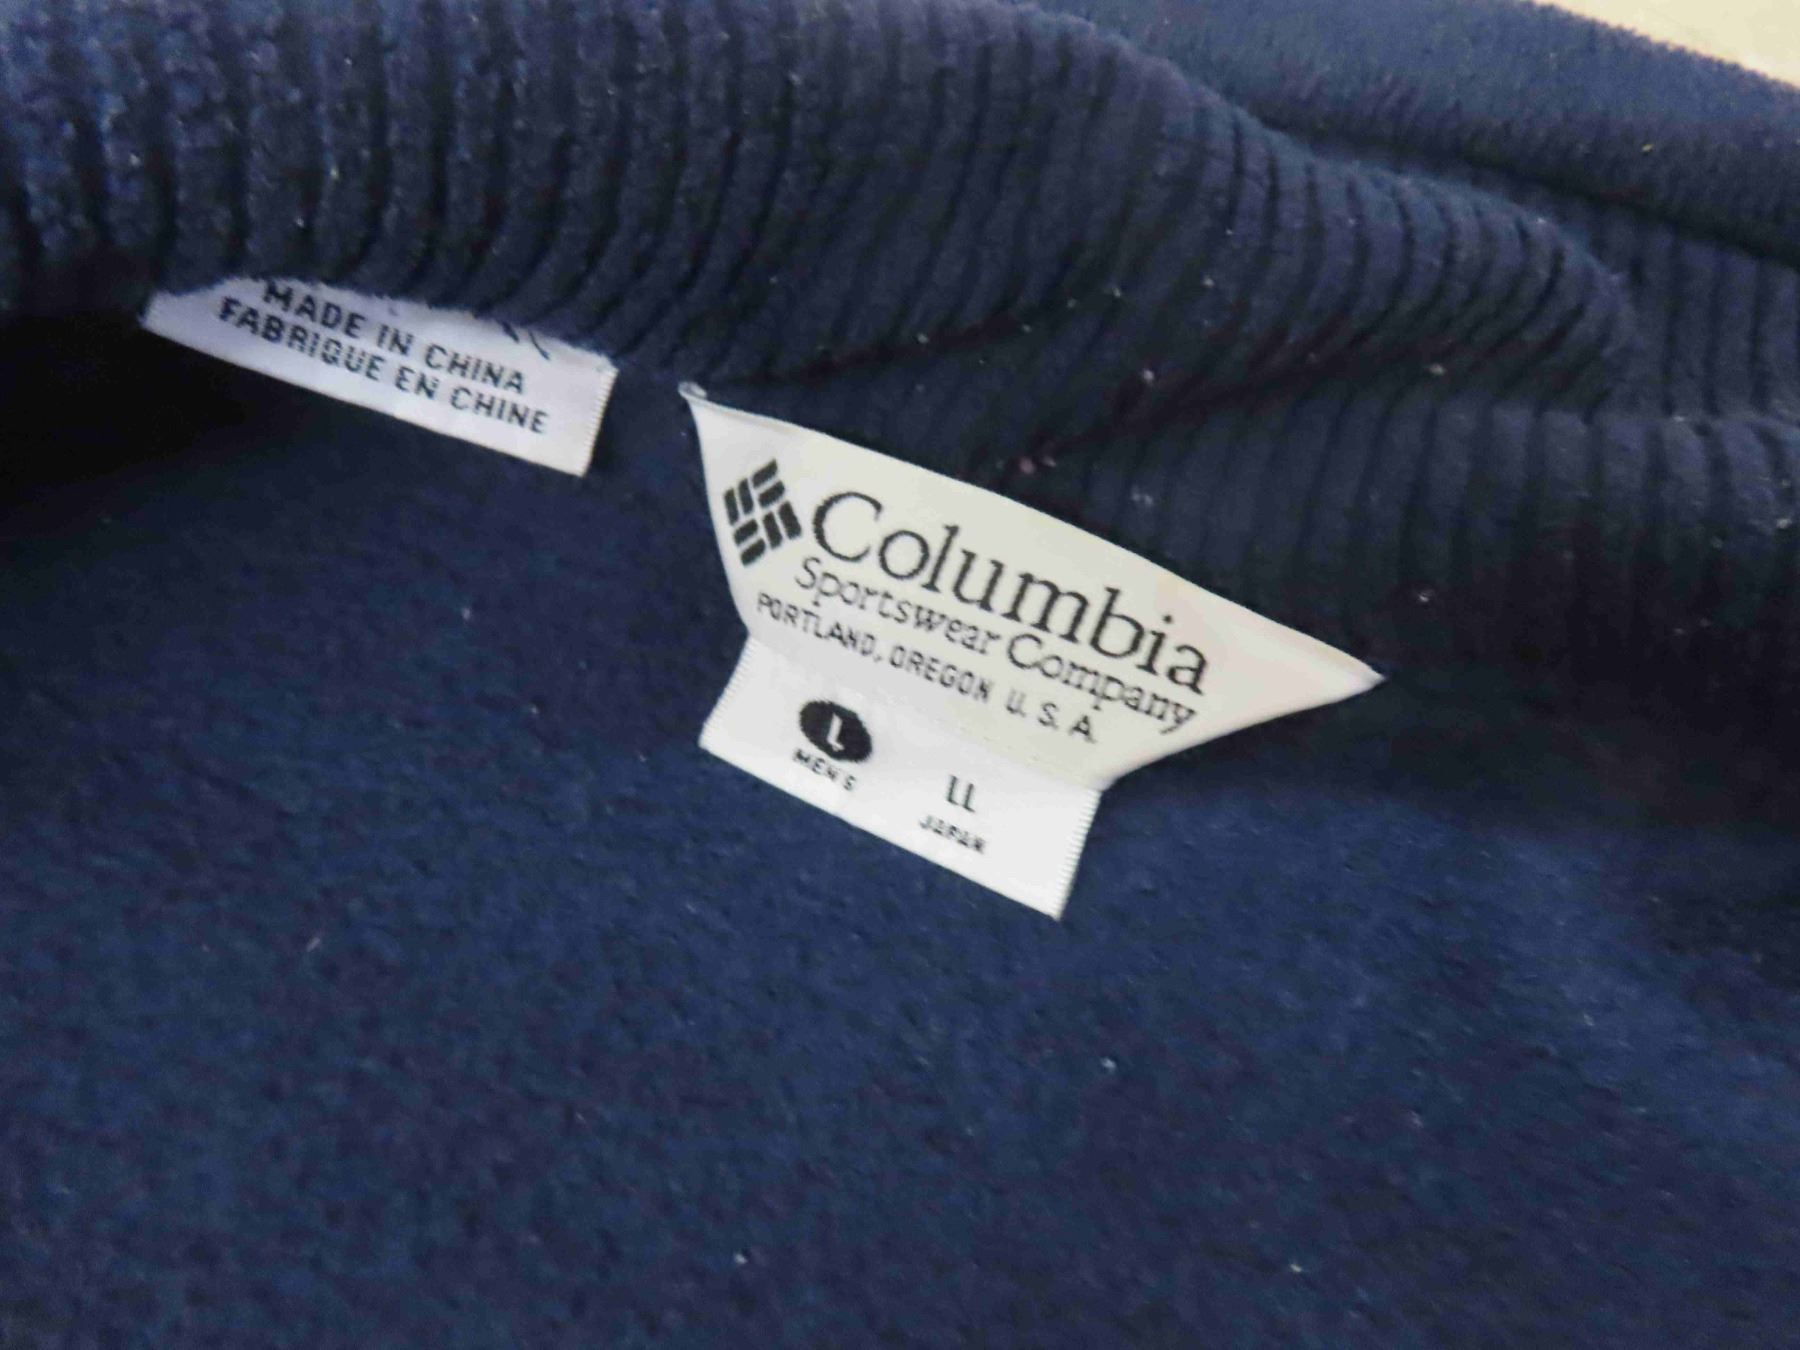 MADE IN CHINA
FABRIQUE EN CHINE
Columbia
Sportswear Company
PORTLAND, OREGON U.S.A.
L
MEN'S
LL
JAPAN